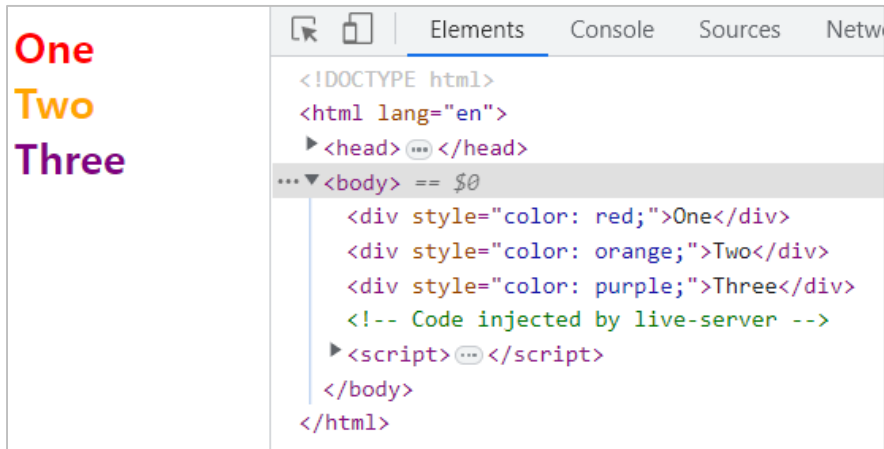 One
Two
Three
Elements Console Sources Netw
<!DOCTYPE html>
<html lang="en">
<head> ⋯ </head>
⋯ <body> == $0
<div style="color: red;">One</div>
<div style="color: orange;">Two</div>
<div style="color: purple;">Three</div>
<!-- Code injected by live-server -->
<script> ⋯ </script>
</body>
</html>